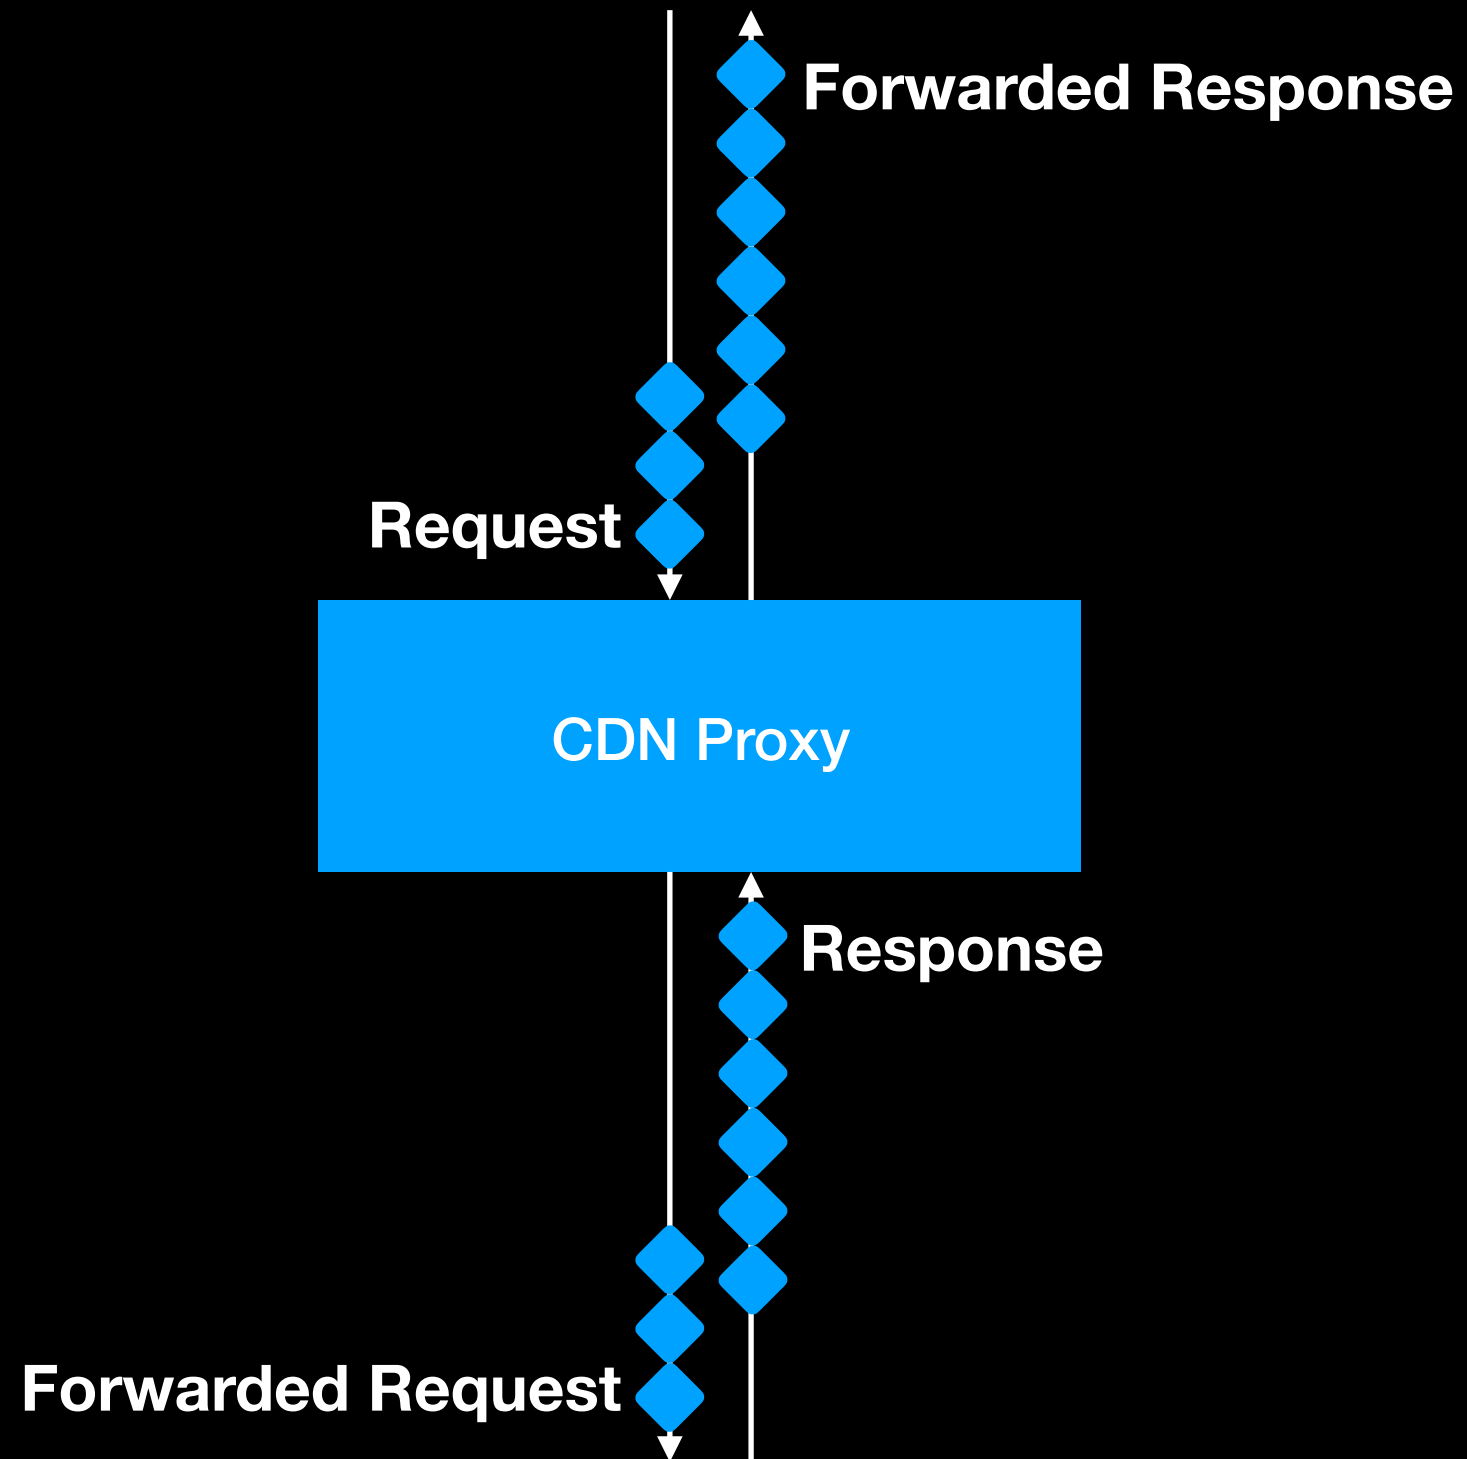 Forwarded Response
Request
CDN Proxy
Response
Forwarded Request